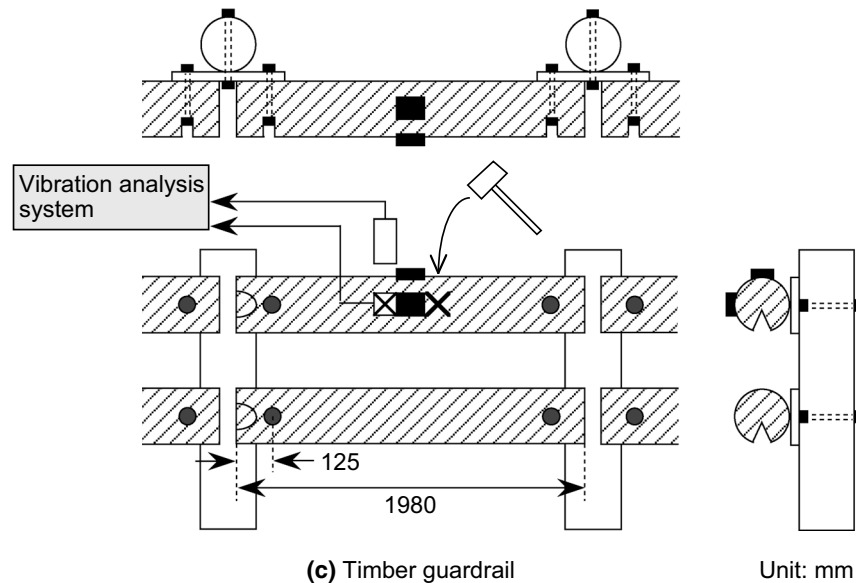 Vibration analysis
system
125
1980
(c) Timber guardrail
Unit: mm